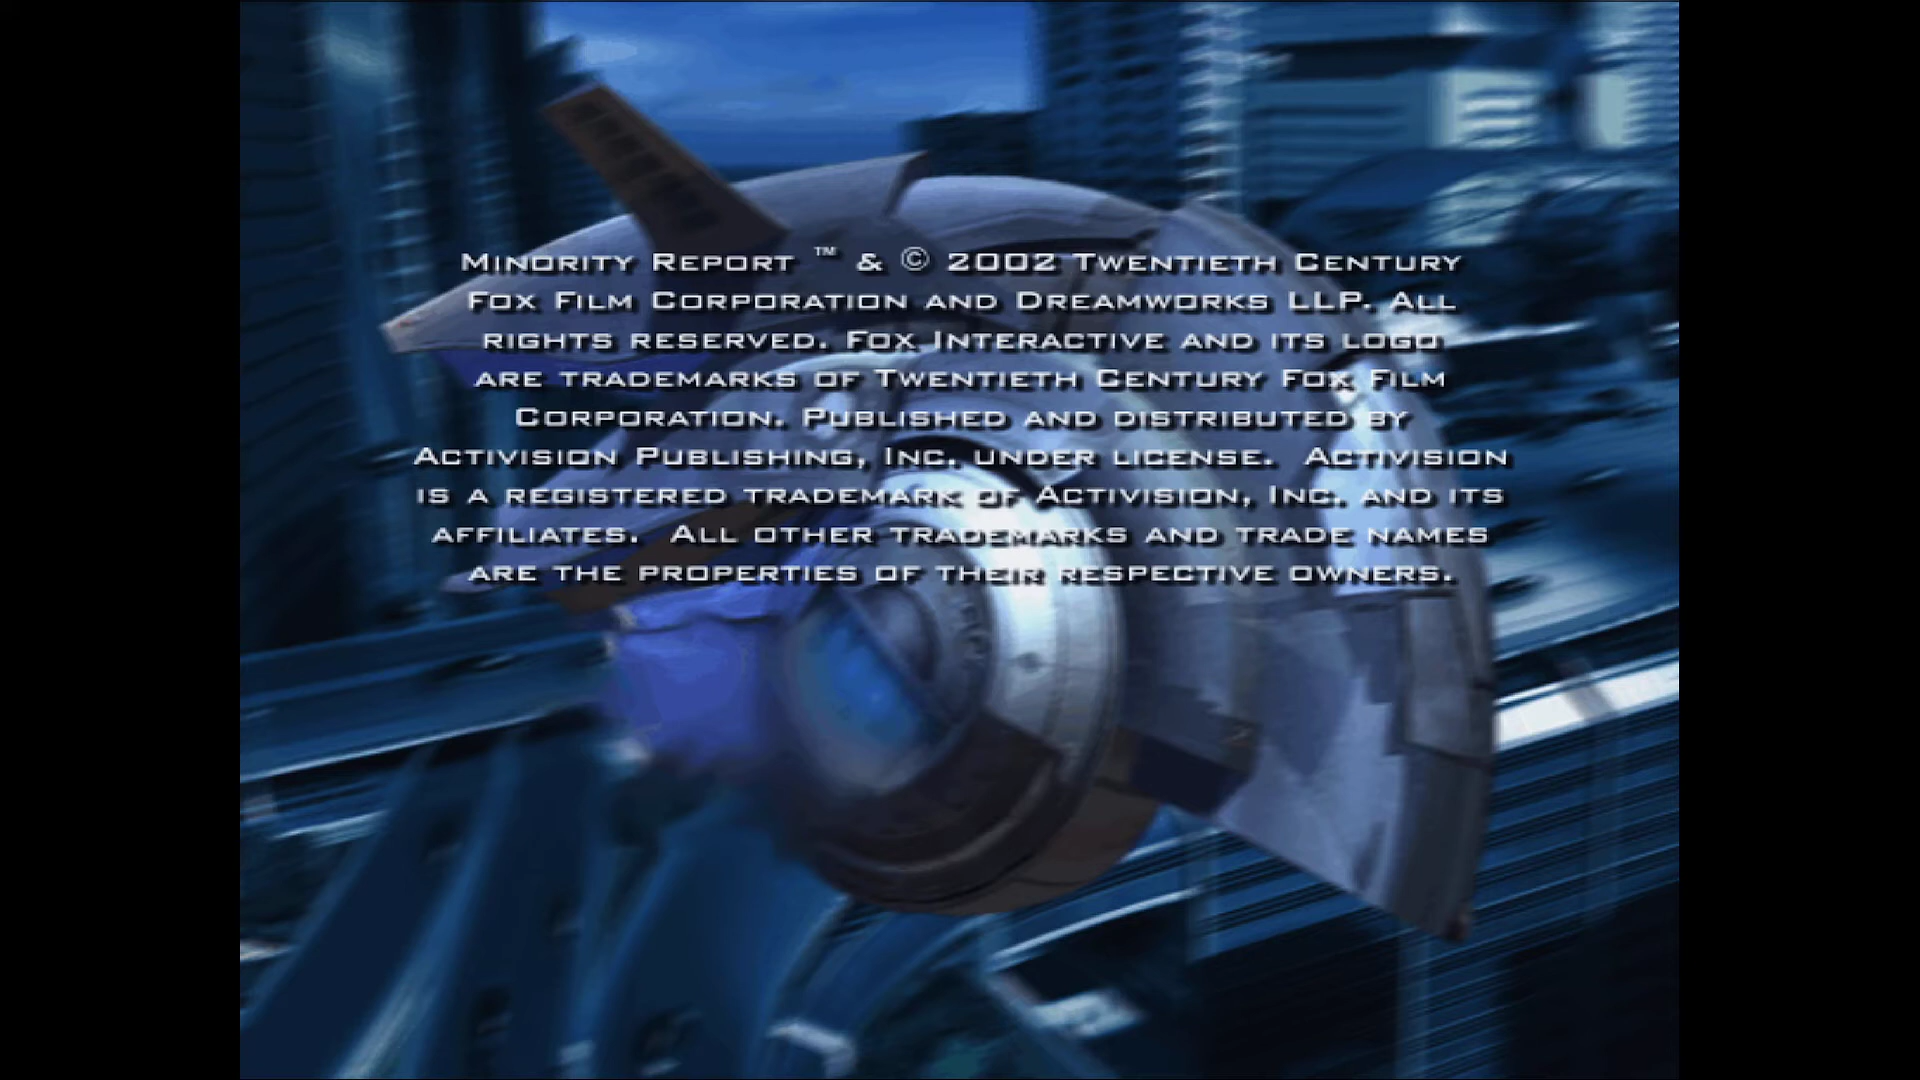 Minority Report ™ & © 2002 Twentieth Century
Fox Film Corporation and Dreamworks LLP. All
rights reserved. Fox Interactive and its logo
are trademarks of Twentieth Century Fox Film
Corporation. Published and distributed by
Activision Publishing, Inc. under license.  Activision
is a registered trademark of Activision, Inc. and its
affiliates.  All other trademarks and trade names
are the properties of their respective owners.